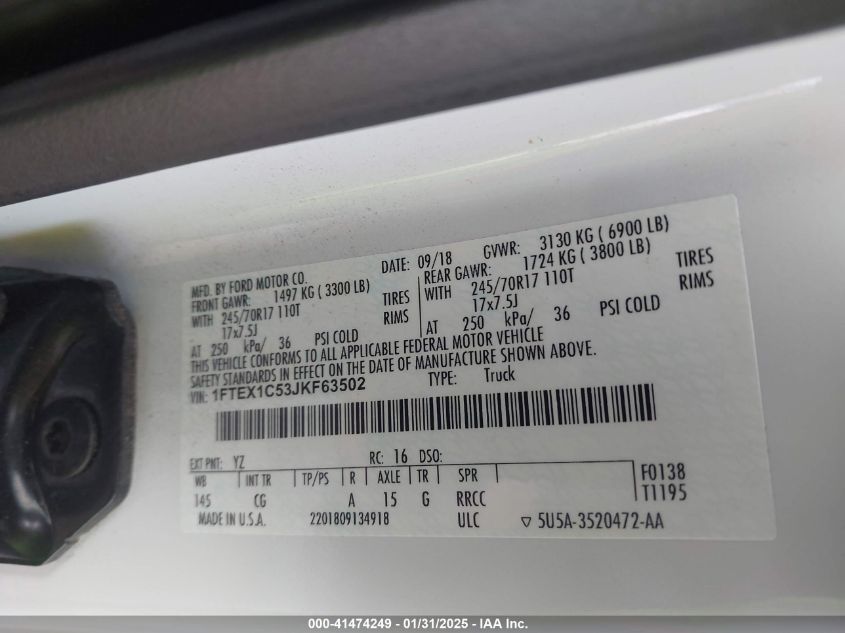 MFD. BY FORD MOTOR CO. DATE: 09/18 GVWR: 3130 KG ( 6900 LB)
FRONT GAWR: 1497 KG ( 3300 LB) REAR GAWR: 1724 KG ( 3800 LB)
WITH 245/70R17 110T TIRES WITH 245/70R17 110T TIRES
17x7.5J RIMS 17x7.5J RIMS
AT 250 kPa/ 36 PSI COLD AT 250 kPa/ 36 PSI COLD
THIS VEHICLE CONFORMS TO ALL APPLICABLE FEDERAL MOTOR VEHICLE
SAFETY STANDARDS IN EFFECT ON THE DATE OF MANUFACTURE SHOWN ABOVE.
VIN: 1FTEX1C53JKF63502 TYPE: Truck
EXT PNT: YZ RC: 16 DSO:
WB INT TR TP/PS R AXLE TR SPR F0138
145 CG A 15 G RRCC T1195
MADE IN U.S.A. 2201809134918 ULC ▽ 5U5A-3520472-AA
000-41474249 - 01/31/2025 - IAA Inc.